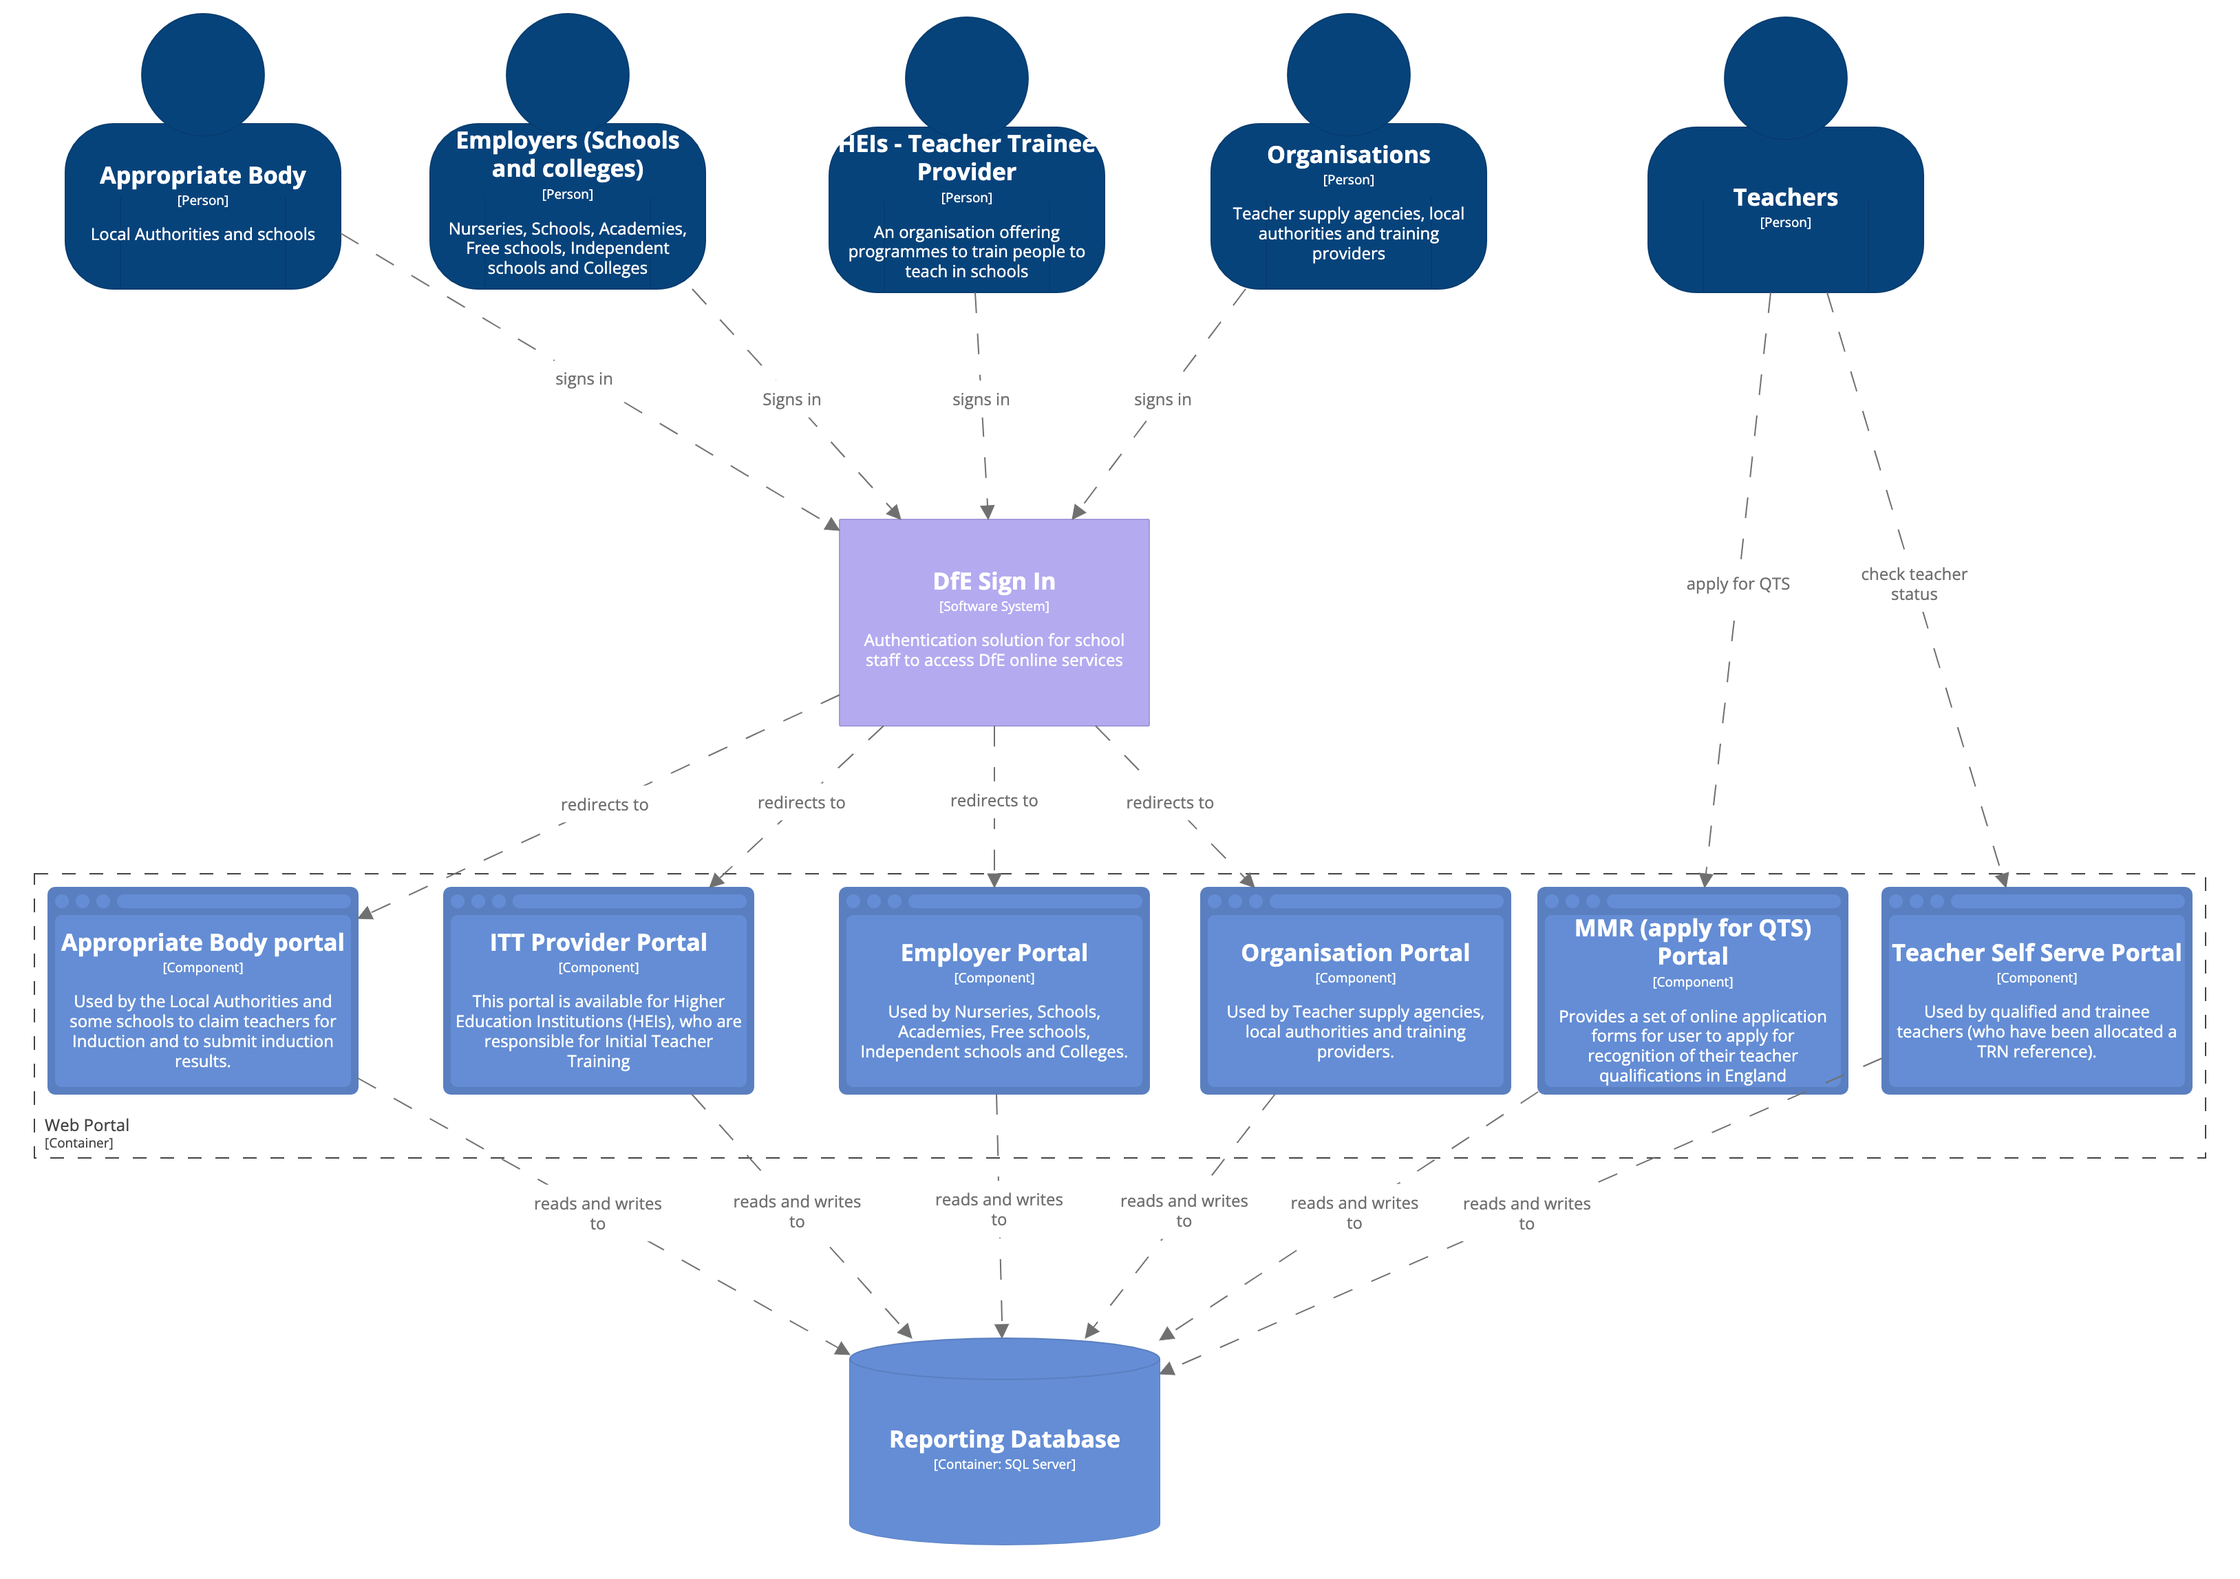 Appropriate Body
[Person]
Local Authorities and schools
Employers (Schools
and colleges)
[Person]
Nurseries, Schools, Academies,
Free schools, Independent
schools and Colleges
HEIs - Teacher Trainee
Provider
[Person]
An organisation offering
programmes to train people to
teach in schools
Organisations
[Person]
Teacher supply agencies, local
authorities and training
providers
Teachers
[Person]
signs in
Signs in
signs in
signs in
apply for QTS
check teacher
status
DfE Sign In
[Software System]
Authentication solution for school
staff to access DfE online services
redirects to
redirects to
redirects to
redirects to
Appropriate Body portal
[Component]
Used by the Local Authorities and
some schools to claim teachers for
Induction and to submit induction
results.
ITT Provider Portal
[Component]
This portal is available for Higher
Education Institutions (HEIs), who are
responsible for Initial Teacher
Training
Employer Portal
[Component]
Used by Nurseries, Schools,
Academies, Free schools,
Independent schools and Colleges.
Organisation Portal
[Component]
Used by Teacher supply agencies,
local authorities and training
providers.
MMR (apply for QTS)
Portal
[Component]
Provides a set of online application
forms for user to apply for
recognition of their teacher
qualifications in England
Teacher Self Serve Portal
[Component]
Used by qualified and trainee
teachers (who have been allocated a
TRN reference).
Web Portal
[Container]
reads and writes
to
reads and writes
to
reads and writes
to
reads and writes
to
reads and writes
to
reads and writes
to
Reporting Database
[Container: SQL Server]